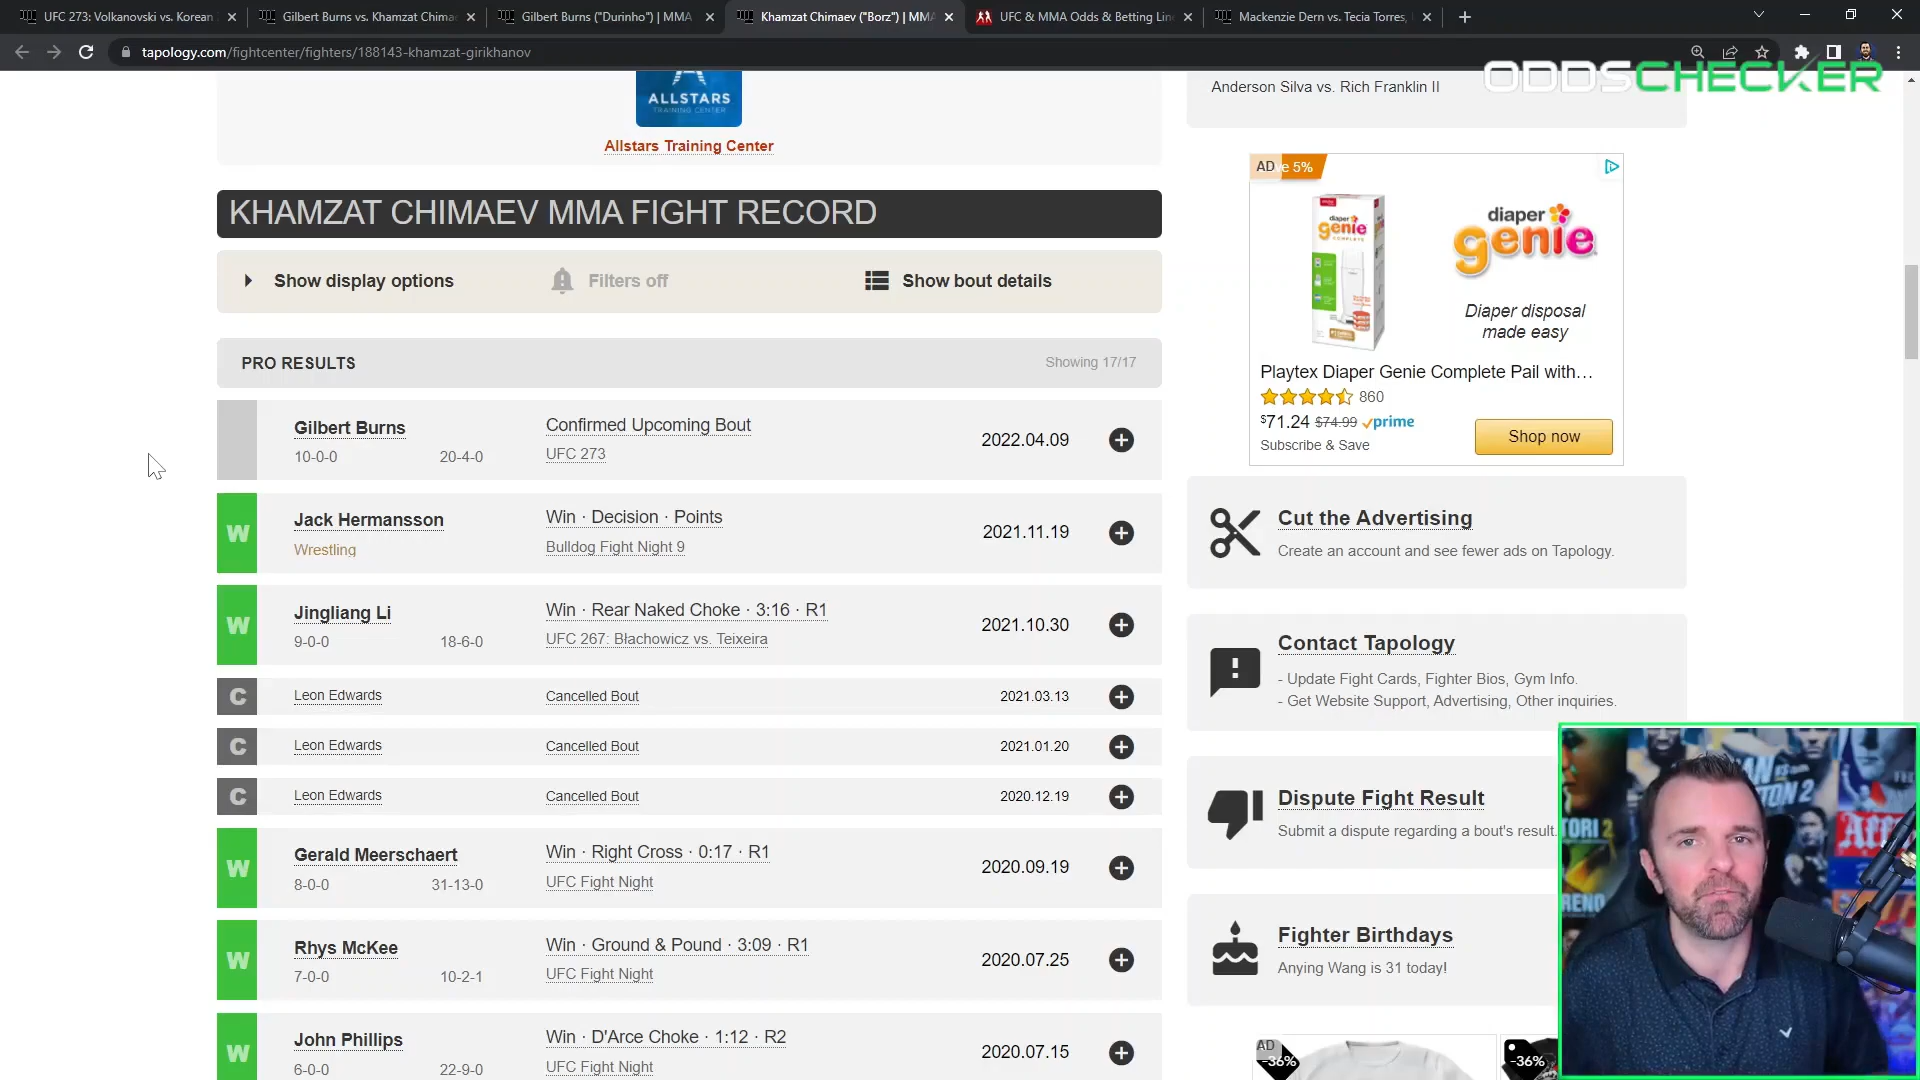 UFC 273: Volkanovski vs. Korean
Gilbert Burns vs. Khamzat Chima
Gilbert Burns ("Durinho") | MMA
Khamzat Chimaev ("Borz") | MMA
UFC & MMA Odds & Betting Lin
Mackenzie Dern vs. Tecia Torres,
tapology.com/fightcenter/fighters/188143-khamzat-girikhanov
ODDSCHECKER
ALLSTARS
TRAINING CENTER
Allstars Training Center
KHAMZAT CHIMAEV MMA FIGHT RECORD
Show display options
Filters off
Show bout details
PRO RESULTS
Showing 17/17
Gilbert Burns
10-0-0
20-4-0
Confirmed Upcoming Bout
UFC 273
2022.04.09
W
Jack Hermansson
Wrestling
Win · Decision · Points
Bulldog Fight Night 9
2021.11.19
W
Jingliang Li
9-0-0
18-6-0
Win · Rear Naked Choke · 3:16 · R1
UFC 267: Błachowicz vs. Teixeira
2021.10.30
C
Leon Edwards
Cancelled Bout
2021.03.13
C
Leon Edwards
Cancelled Bout
2021.01.20
C
Leon Edwards
Cancelled Bout
2020.12.19
W
Gerald Meerschaert
8-0-0
31-13-0
Win · Right Cross · 0:17 · R1
UFC Fight Night
2020.09.19
W
Rhys McKee
7-0-0
10-2-1
Win · Ground & Pound · 3:09 · R1
UFC Fight Night
2020.07.25
W
John Phillips
6-0-0
22-9-0
Win · D'Arce Choke · 1:12 · R2
UFC Fight Night
2020.07.15
Anderson Silva vs. Rich Franklin II
AD
ve 5%
diaper
genie
COMPLETE
diaper
genie
Diaper disposal
made easy
Playtex Diaper Genie Complete Pail with…
860
$71.24 $74.99 prime
Subscribe & Save
Shop now
Cut the Advertising
Create an account and see fewer ads on Tapology.
Contact Tapology
- Update Fight Cards, Fighter Bios, Gym Info.
- Get Website Support, Advertising, Other inquiries.
Dispute Fight Result
Submit a dispute regarding a bout's result.
Fighter Birthdays
Anying Wang is 31 today!
AD
-36%
-36%
TORI 2